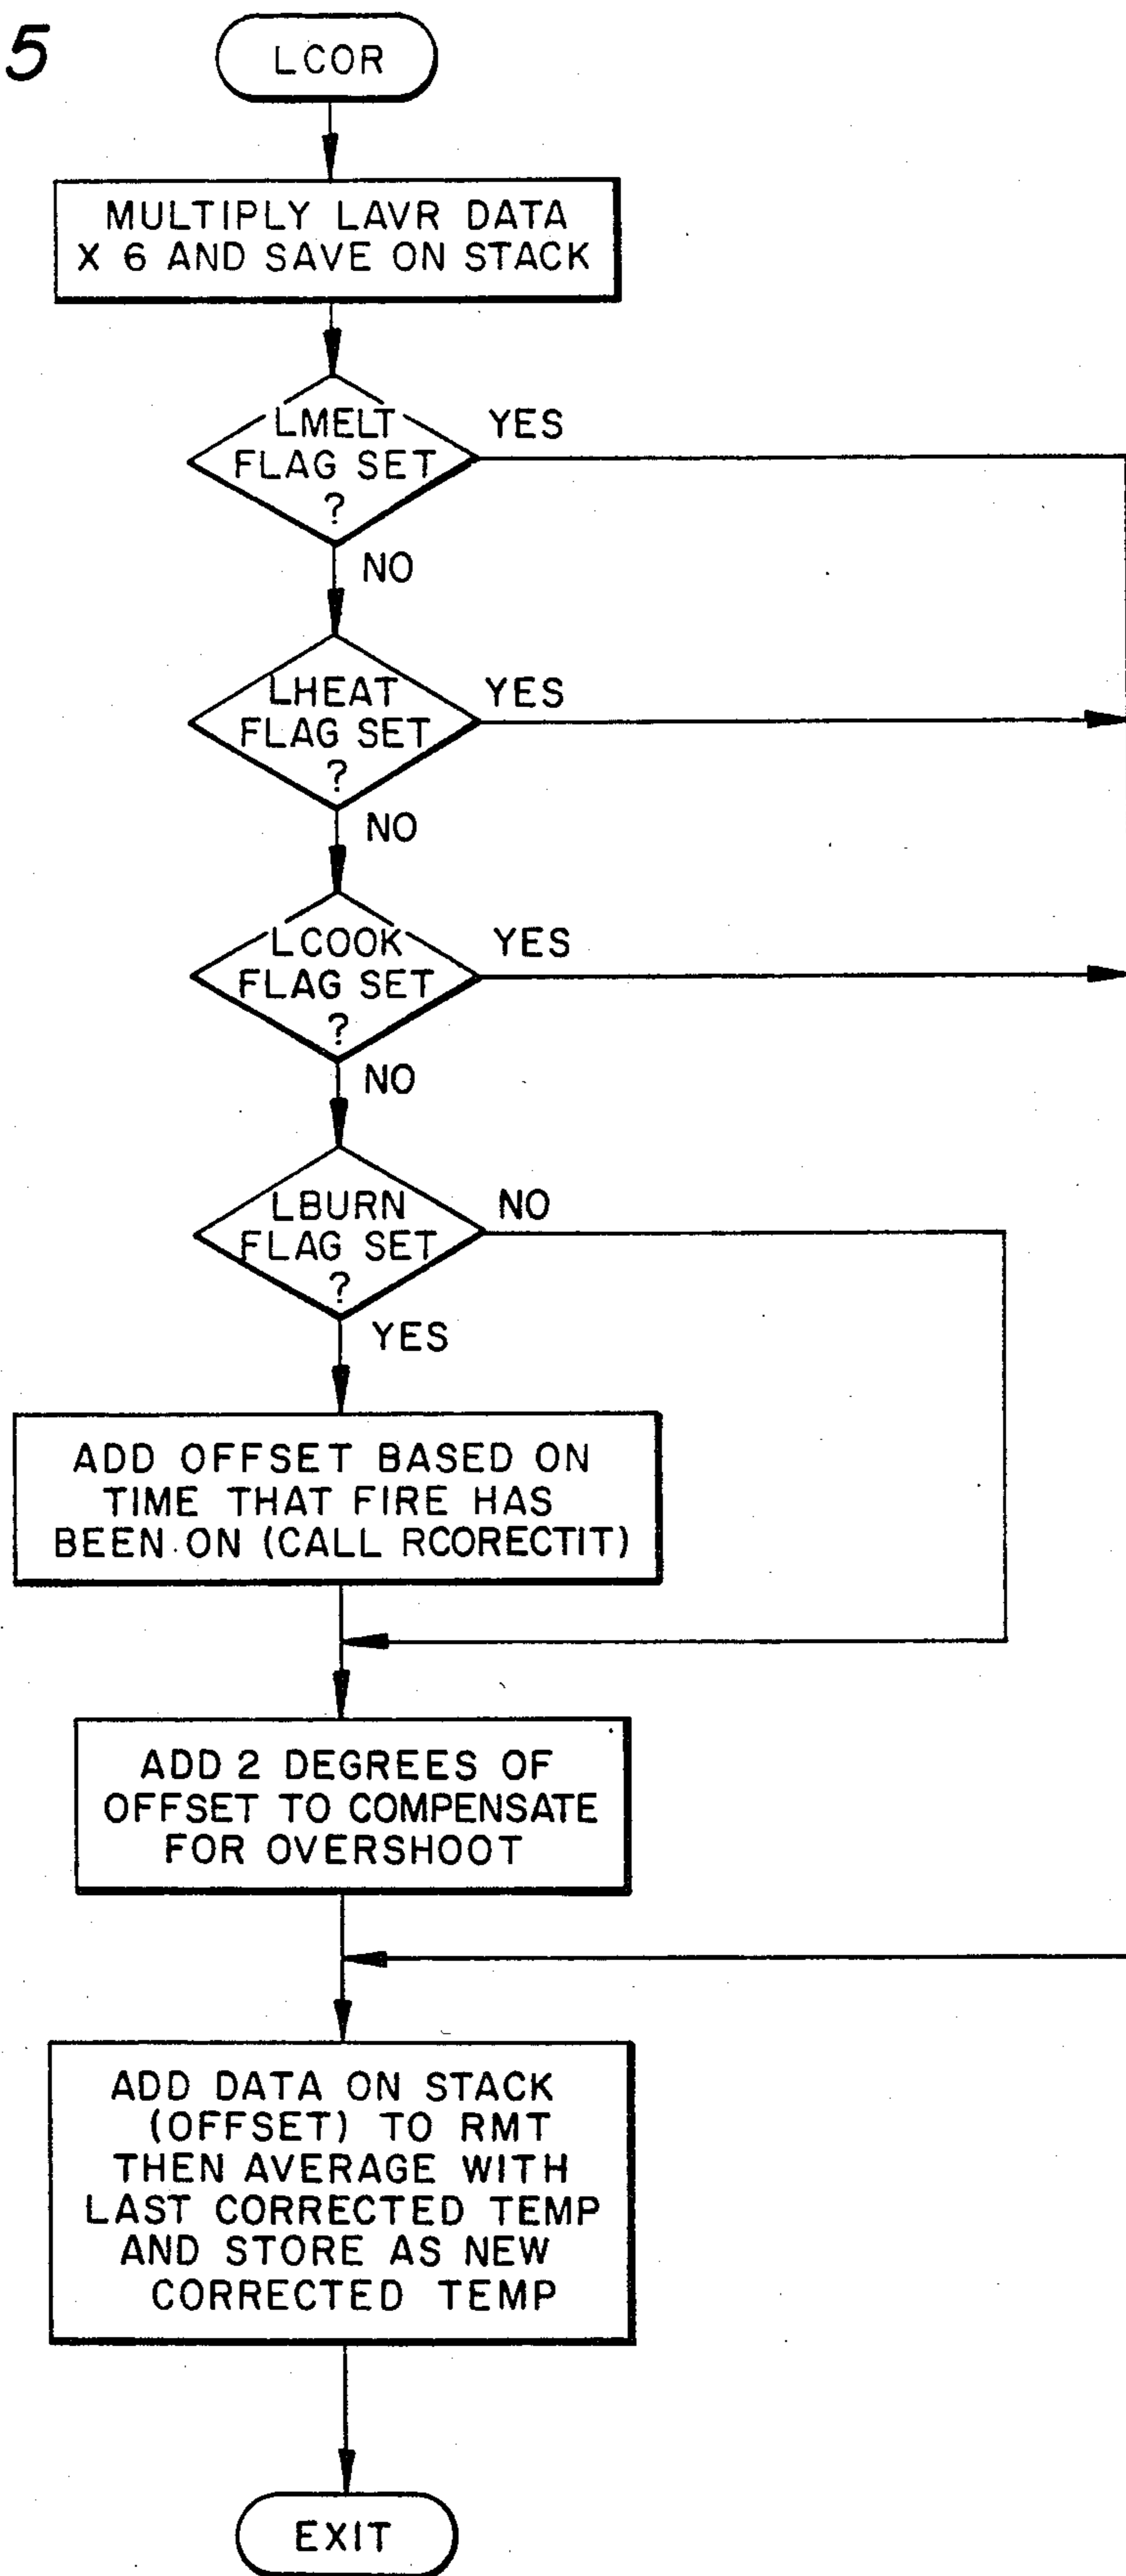 5
LCOR
MULTIPLY LAVR DATA
X 6 AND SAVE ON STACK
LMELT
FLAG SET
?
YES
NO
LHEAT
FLAG SET
?
YES
NO
LCOOK
FLAG SET
?
YES
NO
LBURN
FLAG SET
?
NO
YES
ADD OFFSET BASED ON
TIME THAT FIRE HAS
BEEN ON (CALL RCORECTIT)
ADD 2 DEGREES OF
OFFSET TO COMPENSATE
FOR OVERSHOOT
ADD DATA ON STACK
(OFFSET) TO RMT
THEN AVERAGE WITH
LAST CORRECTED TEMP
AND STORE AS NEW
CORRECTED TEMP
EXIT